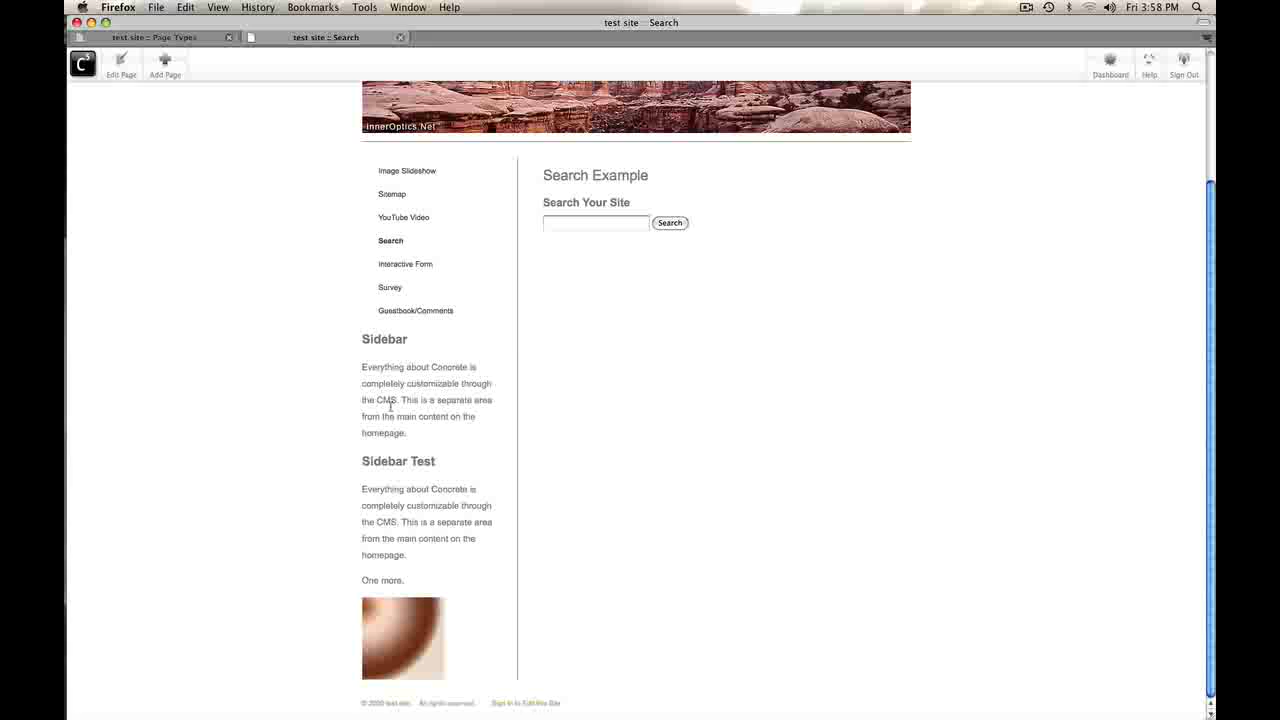 Firefox File Edit View History Bookmarks Tools Window Help Fri 3:58 PM
test site :: Search
test site :: Page Types test site :: Search
C5 Edit Page Add Page Dashboard Help Sign Out
InnerOptics.Net
Image Slideshow
Sitemap
YouTube Video
Search
Interactive Form
Survey
Guestbook/Comments
Search Example
Search Your Site
Search
Sidebar
Everything about Concrete is
completely customizable through
the CMS. This is a separate area
from the main content on the
homepage.
Sidebar Test
Everything about Concrete is
completely customizable through
the CMS. This is a separate area
from the main content on the
homepage.
One more.
© 2009 test site. All rights reserved. Sign In to Edit this Site